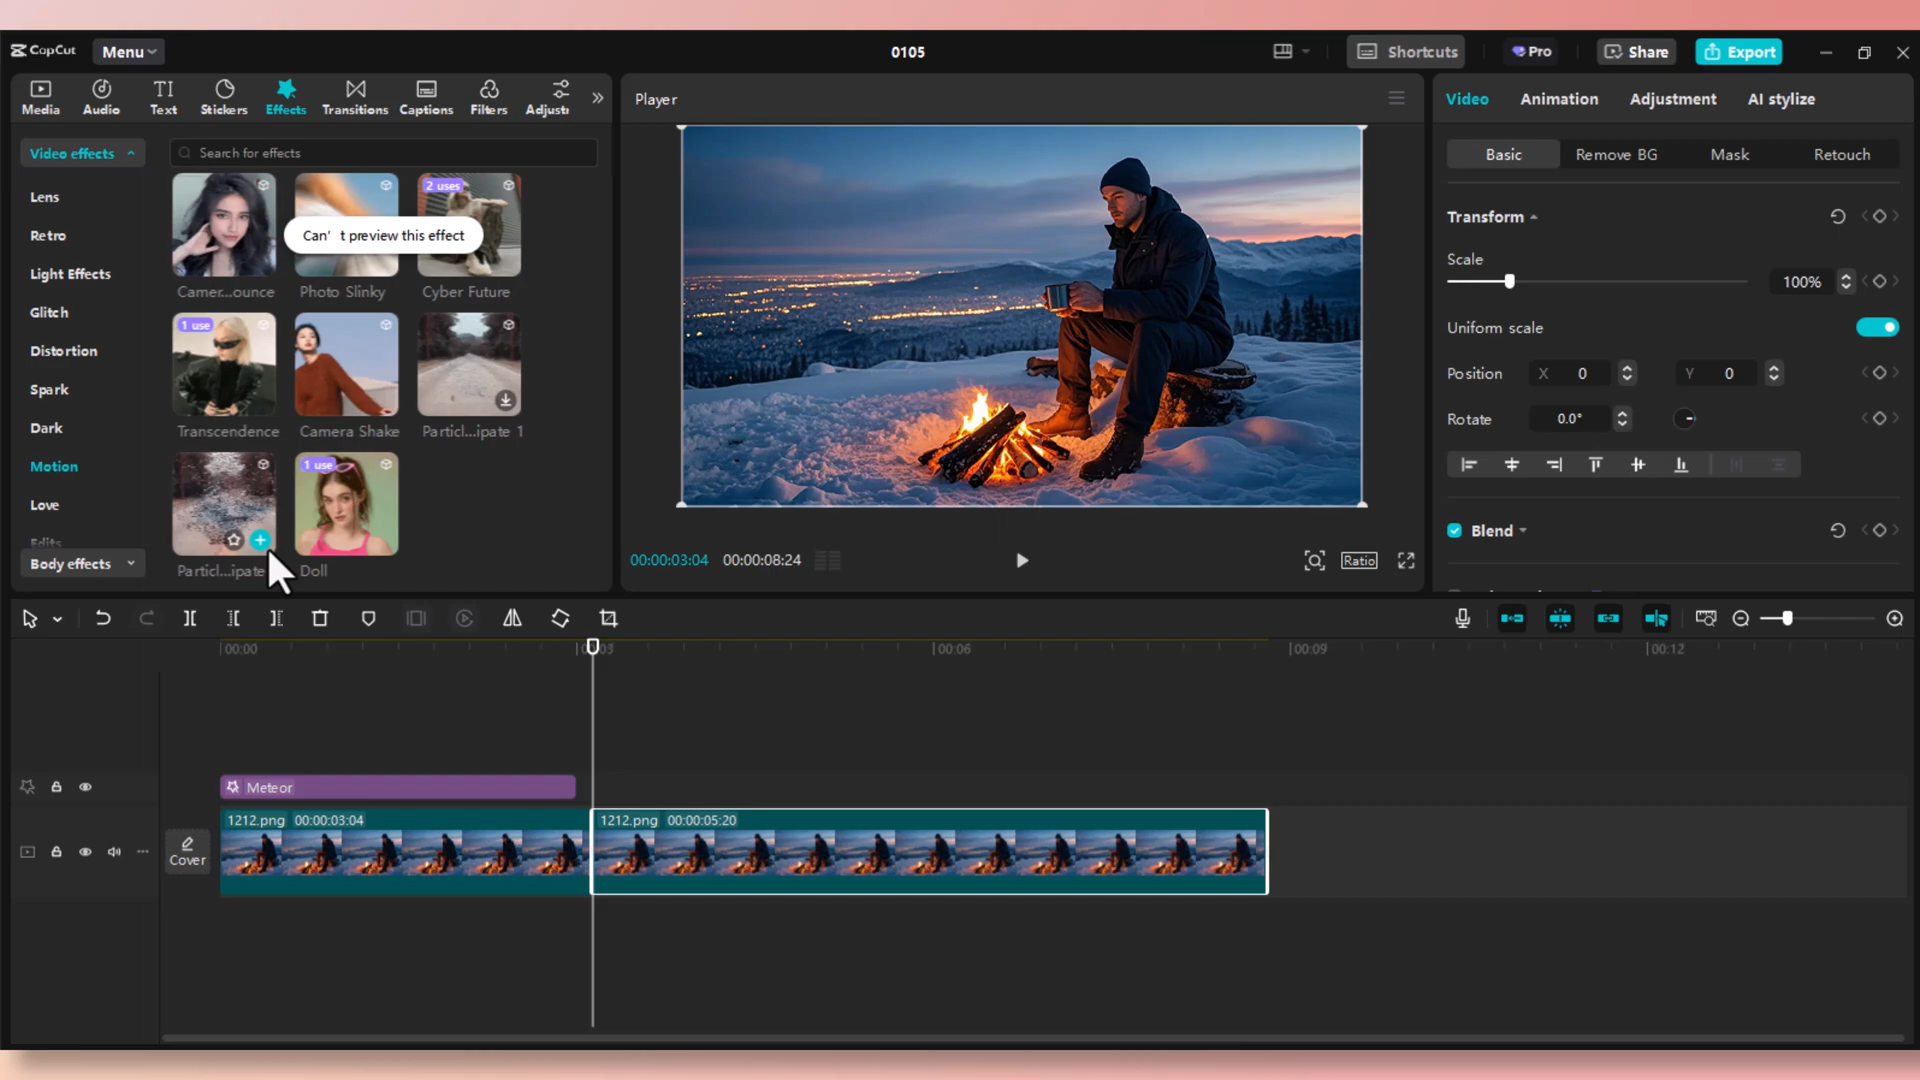 CapCut Menu 0105 Shortcuts Pro Share Export
Media Audio Text Stickers Effects Transitions Captions Filters Adjustı
Player
Video Animation Adjustment AI stylize
Video effects
Search for effects
Basic Remove BG Mask Retouch
Lens
Retro
Light Effects
Glitch
Distortion
Spark
Dark
Motion
Love
Edits
Body effects
2 uses
Can't preview this effect
Camer...ounce Photo Slinky Cyber Future
1 use
Transcendence Camera Shake Particl...ipate 1
1 use
Particl...ipate Doll
Transform
Scale
100%
Uniform scale
Position X 0 Y 0
Rotate 0.0°
Blend
00:00:03:04 00:00:08:24
Ratio
00:00 00:06 00:09 00:12
Meteor
1212.png 00:00:03:04 1212.png 00:00:05:20
Cover